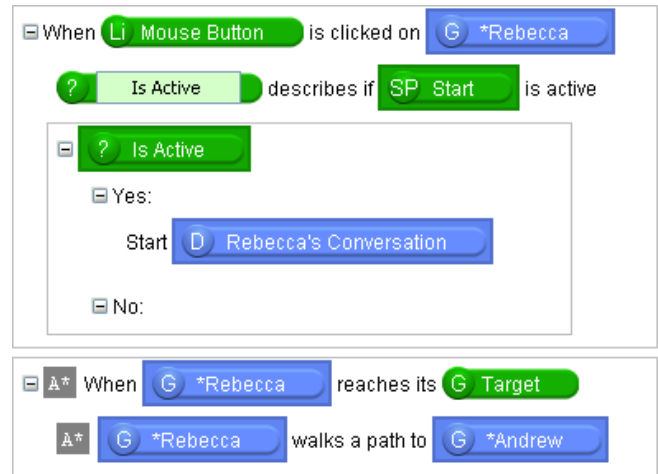 When Li Mouse Button is clicked on G *Rebecca
? Is Active describes if SP Start is active
? Is Active
Yes:
Start D Rebecca's Conversation
No:
A* When G *Rebecca reaches its G Target
A* G *Rebecca walks a path to G *Andrew